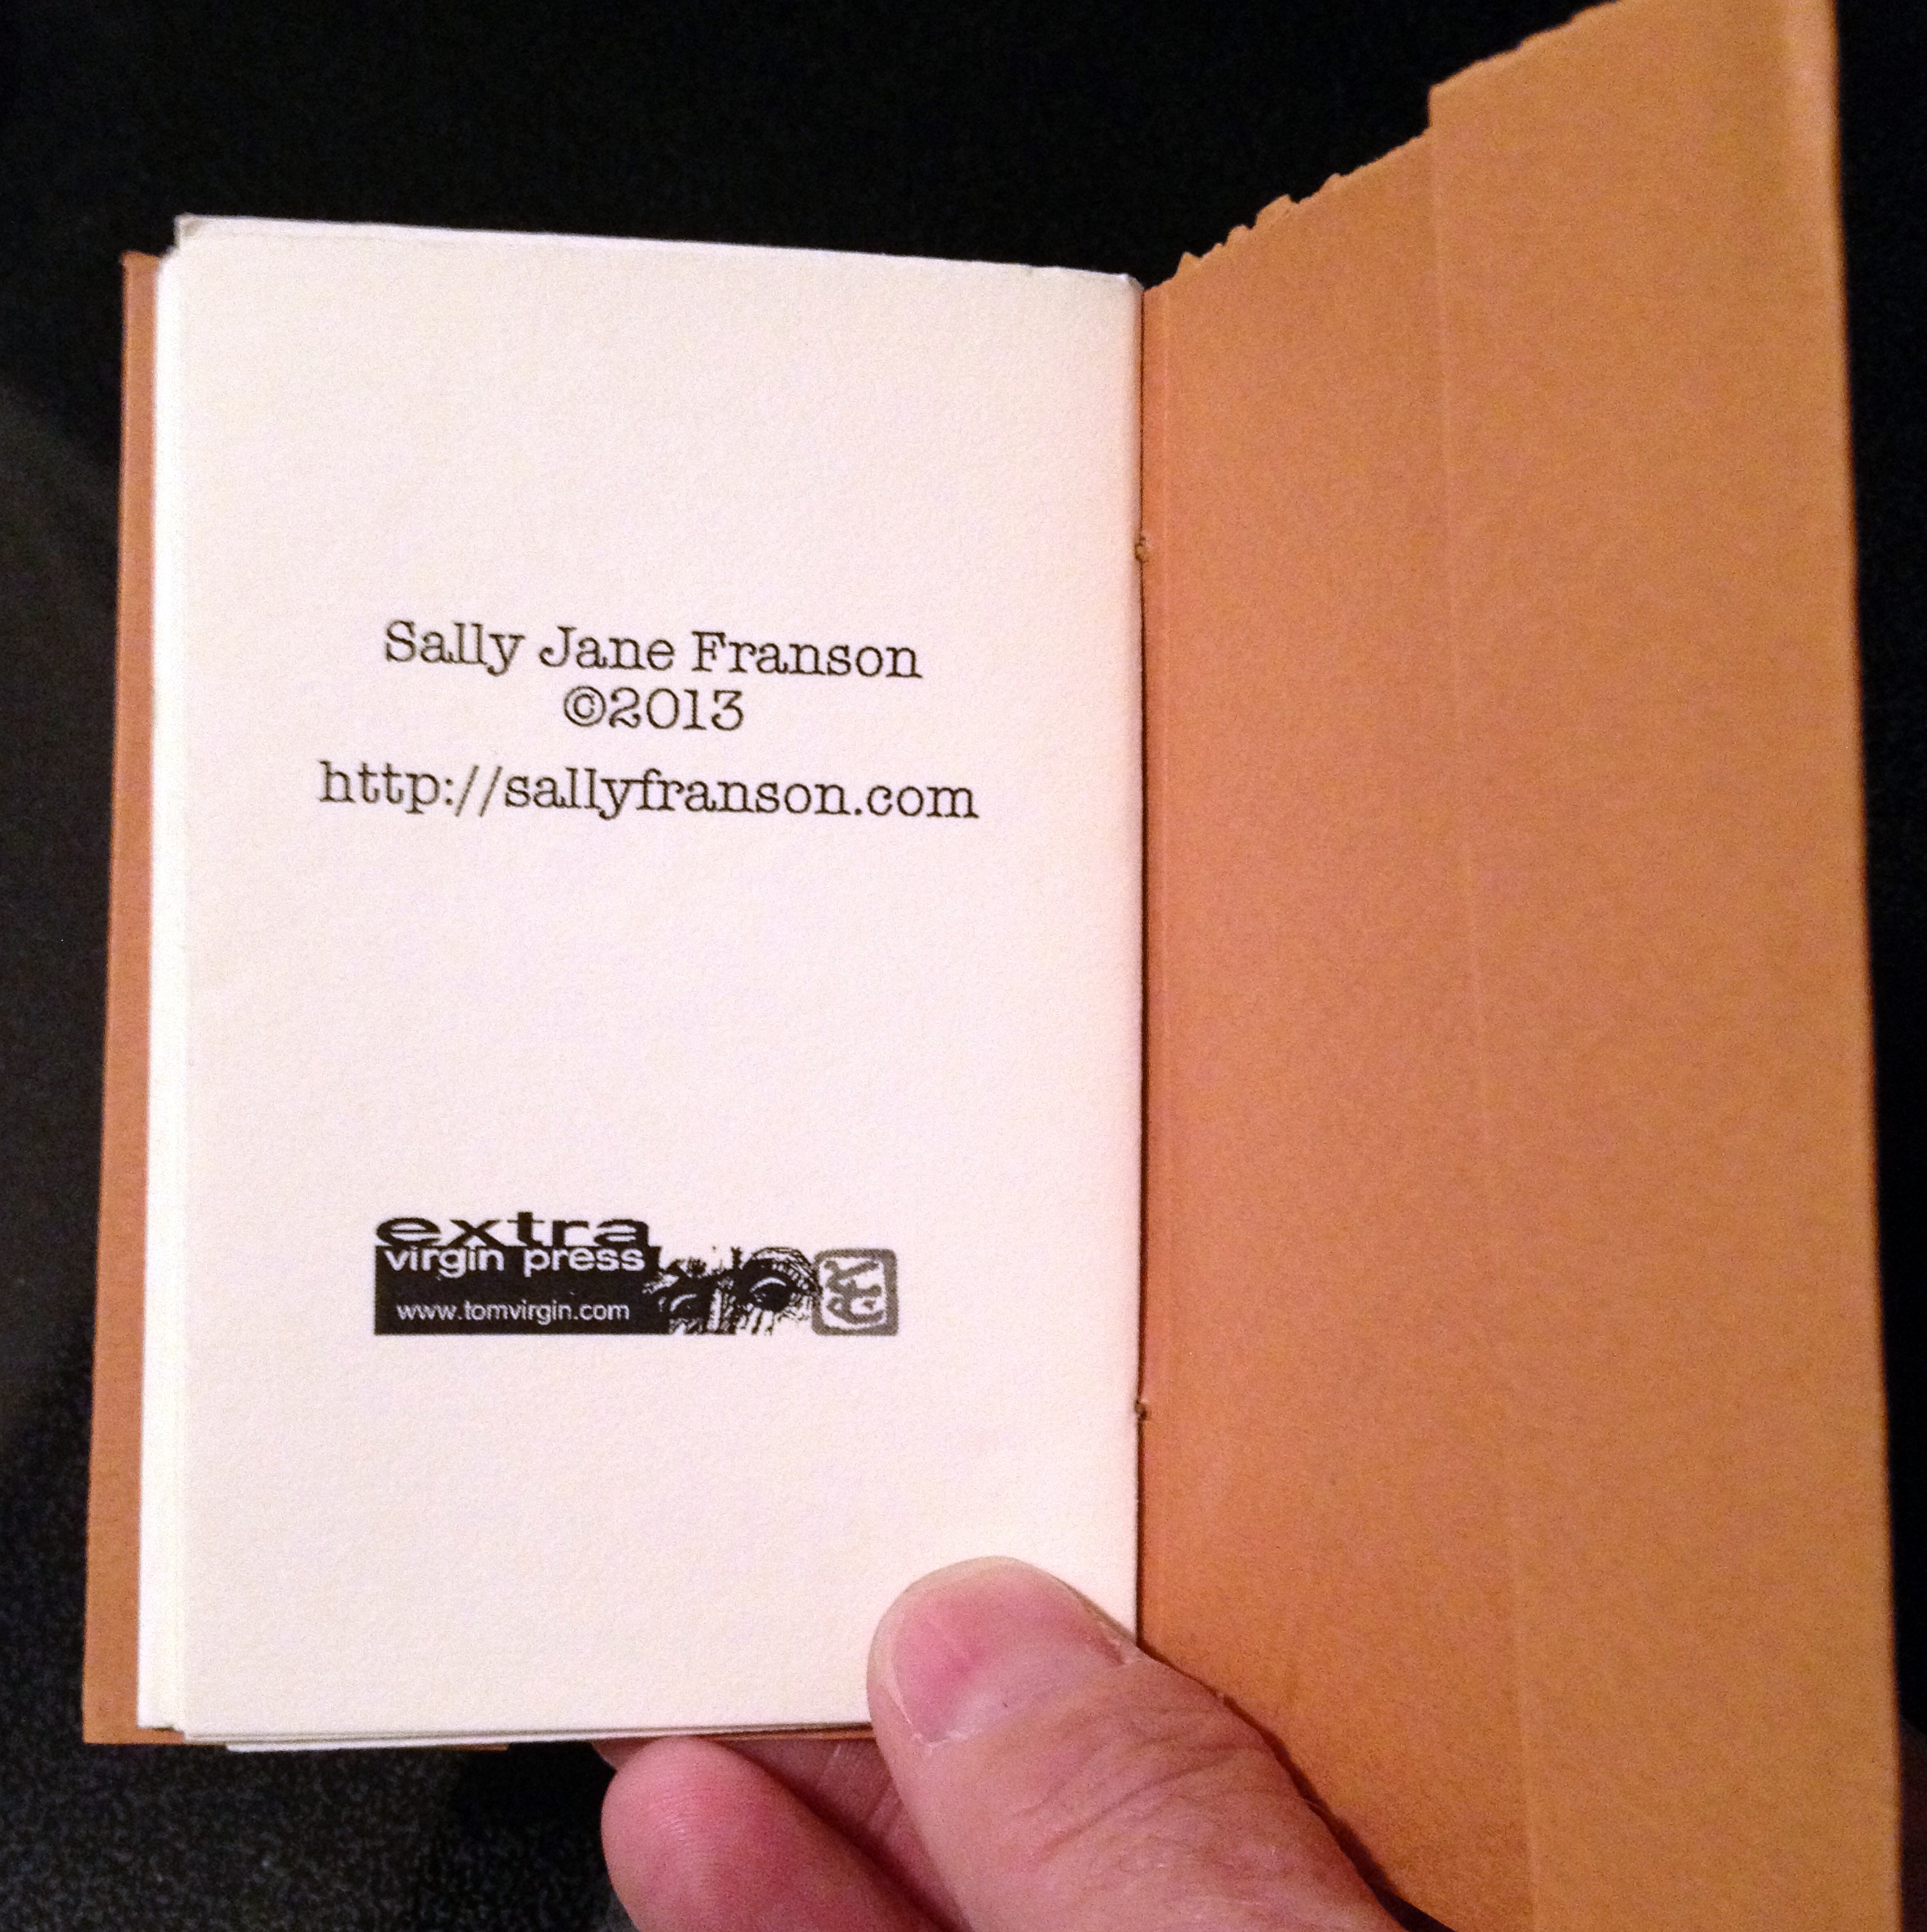 Sally Jane Franson
©2013
http://sallyfranson.com
extra
virgin press
www.tomvirgin.com